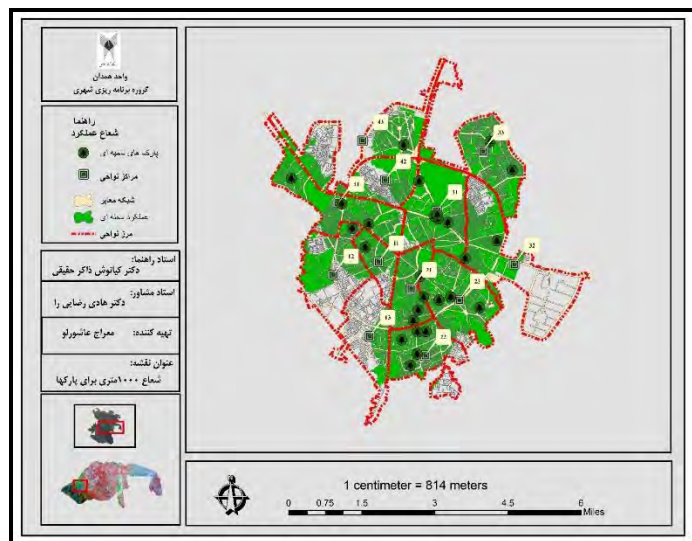 واحد همدان
گروه برنامه ریزی شهری
راهنما
شعاع عملکرد
پارک های محله ای
مراکز نواحی
شبکه معابر
عملکرد محله ای
مرز نواحی
استاد راهنما:
دکتر کیانوش ذاکر حقیقی
استاد مشاور:
دکتر هادی رضایی را
تهیه کننده: معراج عاشورلو
عنوان نقشه:
شعاع ۱۰۰۰متری برای پارکها
43
33
42
31
12
32
21
22
1 centimeter = 814 meters
0 0.75 1.5 3 4.5 6
Miles